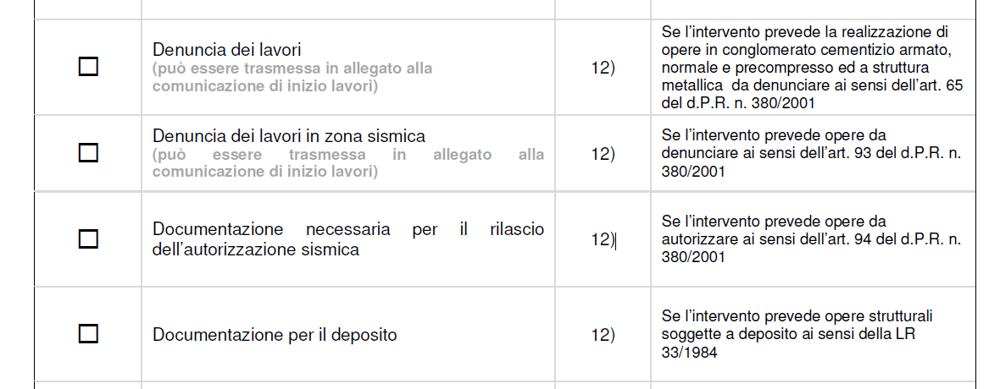 Denuncia dei lavori
(può essere trasmessa in allegato alla
comunicazione di inizio lavori)
12)
Se l'intervento prevede la realizzazione di
opere in conglomerato cementizio armato,
normale e precompresso ed a struttura
metallica da denunciare ai sensi dell'art. 65
del d.P.R. n. 380/2001
Denuncia dei lavori in zona sismica
(può essere trasmessa in allegato alla
comunicazione di inizio lavori)
12)
Se l'intervento prevede opere da
denunciare ai sensi dell'art. 93 del d.P.R. n.
380/2001
Documentazione necessaria per il rilascio
dell'autorizzazione sismica
12)
Se l'intervento prevede opere da
autorizzare ai sensi dell'art. 94 del d.P.R. n.
380/2001
Documentazione per il deposito
12)
Se l'intervento prevede opere strutturali
soggette a deposito ai sensi della LR
33/1984